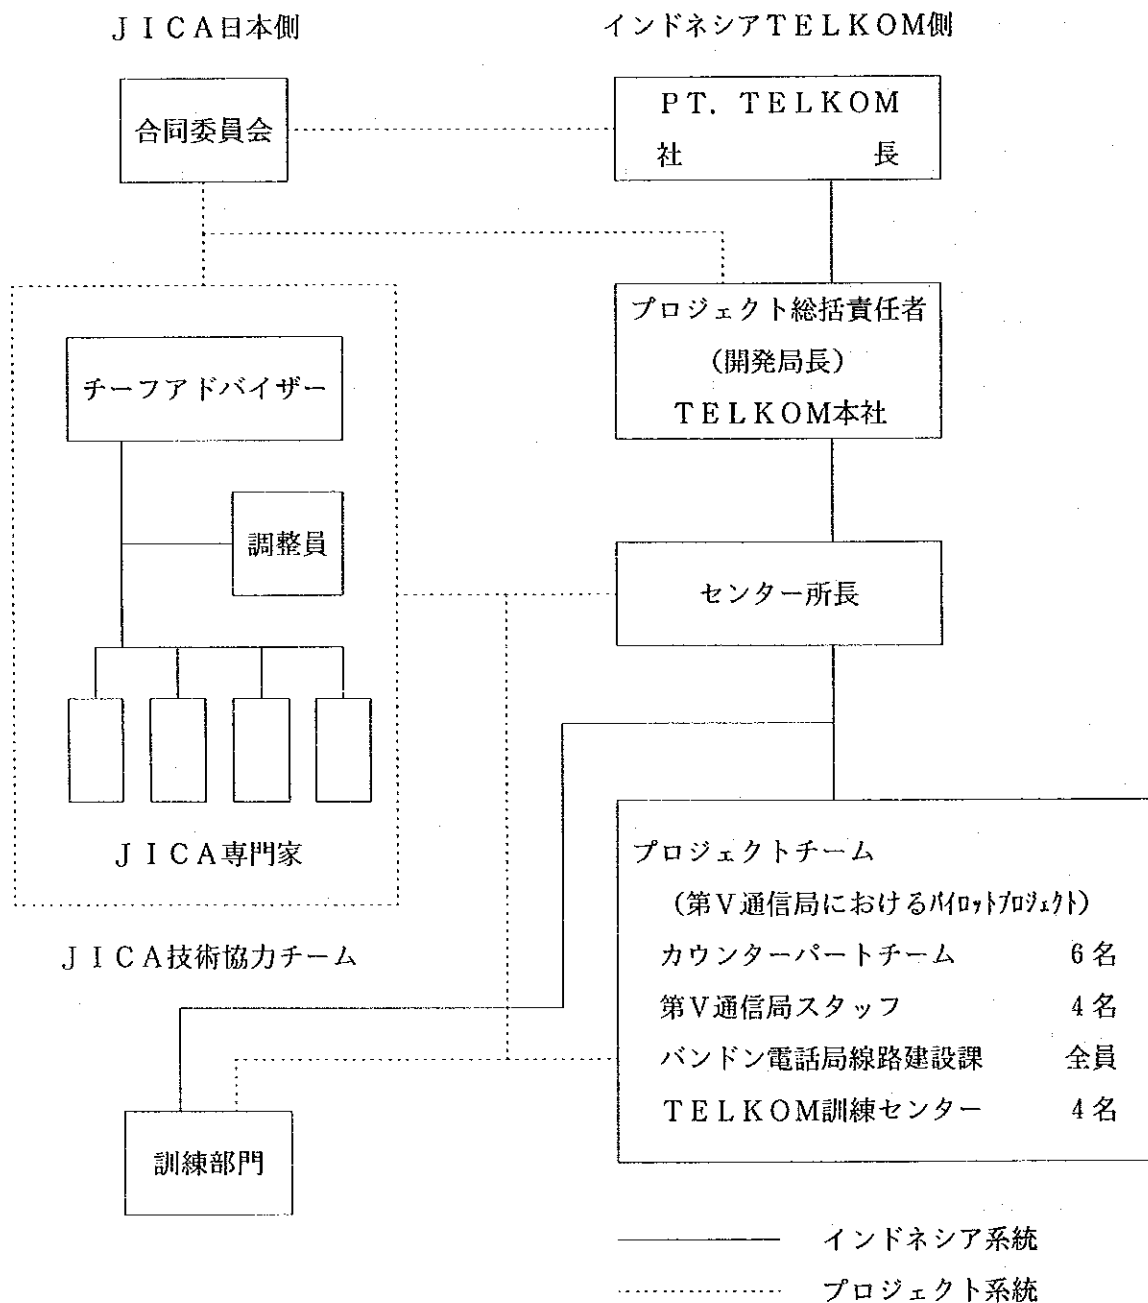 JICA日本側
インドネシアTELKOM側
合同委員会
PT. TELKOM
社 長
プロジェクト総括責任者
(開発局長)
TELKOM本社
チーフアドバイザー
調整員
センター所長
JICA専門家
JICA技術協力チーム
プロジェクトチーム
(第V通信局におけるパイロットプロジェクト)
カウンターパートチーム 6名
第V通信局スタッフ 4名
バンドン電話局線路建設課 全員
TELKOM訓練センター 4名
訓練部門
インドネシア系統
プロジェクト系統